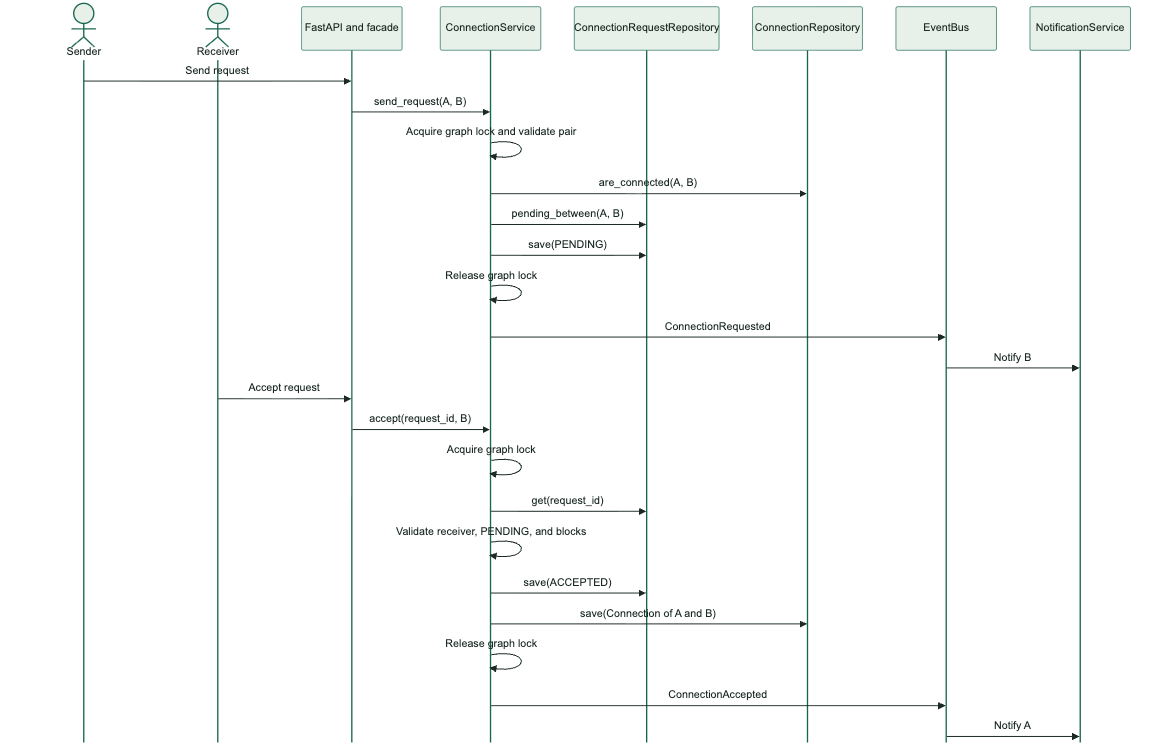 Sender
Receiver
FastAPI and facade
ConnectionService
ConnectionRequestRepository
ConnectionRepository
EventBus
NotificationService
Send request
send_request(A, B)
Acquire graph lock and validate pair
are_connected(A, B)
pending_between(A, B)
save(PENDING)
Release graph lock
ConnectionRequested
Notify B
Accept request
accept(request_id, B)
Acquire graph lock
get(request_id)
Validate receiver, PENDING, and blocks
save(ACCEPTED)
save(Connection of A and B)
Release graph lock
ConnectionAccepted
Notify A